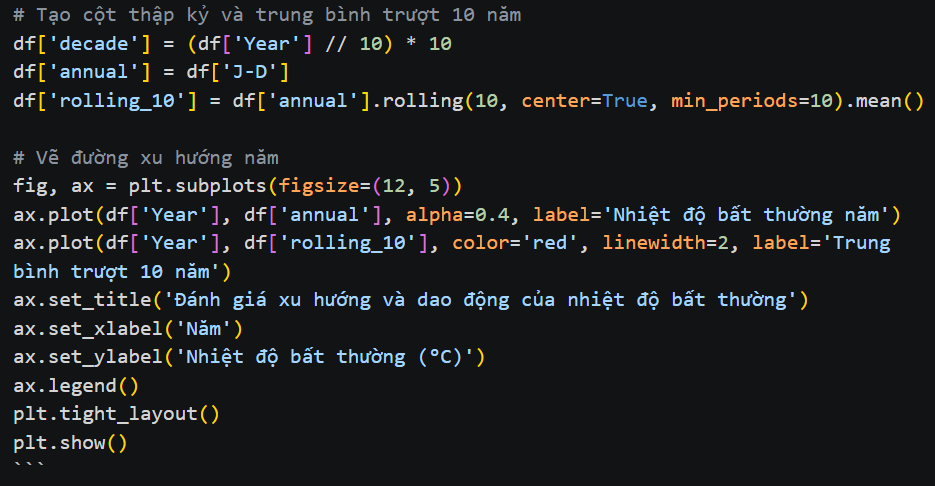 # Tạo cột thập kỷ và trung bình trượt 10 năm
df['decade'] = (df['Year'] // 10) * 10
df['annual'] = df['J-D']
df['rolling_10'] = df['annual'].rolling(10, center=True, min_periods=10).mean()
# Vẽ đường xu hướng năm
fig, ax = plt.subplots(figsize=(12, 5))
ax.plot(df['Year'], df['annual'], alpha=0.4, label='Nhiệt độ bất thường năm')
ax.plot(df['Year'], df['rolling_10'], color='red', linewidth=2, label='Trung
bình trượt 10 năm')
ax.set_title('Đánh giá xu hướng và dao động của nhiệt độ bất thường')
ax.set_xlabel('Năm')
ax.set_ylabel('Nhiệt độ bất thường (°C)')
ax.legend()
plt.tight_layout()
plt.show()
```